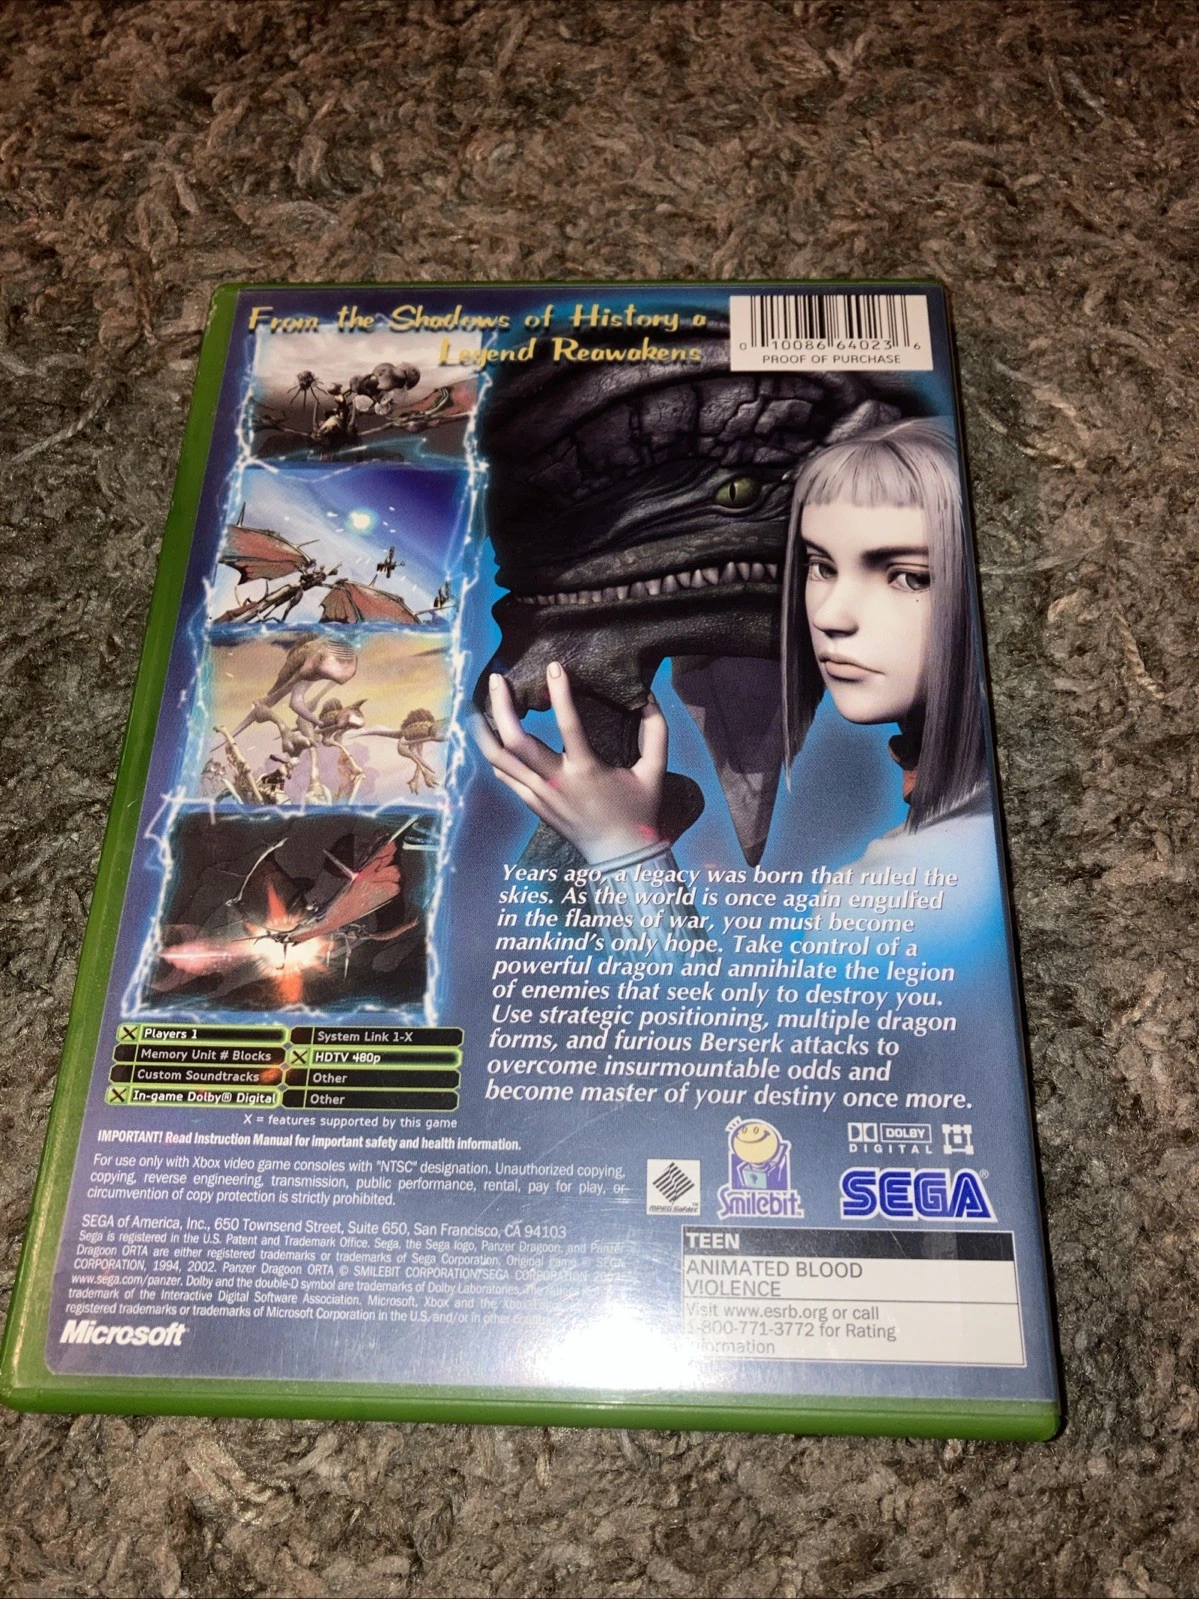 From the Shadows of History a
Legend Reawakens
0 10086 64023 6
PROOF OF PURCHASE
Years ago, a legacy was born that ruled the
skies. As the world is once again engulfed
in the flames of war, you must become
mankind's only hope. Take control of a
powerful dragon and annihilate the legion
of enemies that seek only to destroy you.
Use strategic positioning, multiple dragon
forms, and furious Berserk attacks to
overcome insurmountable odds and
become master of your destiny once more.
X Players 1
System Link 1-X
Memory Unit # Blocks
X HDTV 480p
Custom Soundtracks
Other
X In-game Dolby® Digital
Other
X = features supported by this game
IMPORTANT! Read Instruction Manual for important safety and health information.
For use only with Xbox video game consoles with "NTSC" designation. Unauthorized copying,
copying, reverse engineering, transmission, public performance, rental, pay for play, or
circumvention of copy protection is strictly prohibited.
SEGA of America, Inc., 650 Townsend Street, Suite 650, San Francisco, CA 94103
Sega is registered in the U.S. Patent and Trademark Office. Sega, the Sega logo, Panzer Dragoon, and Panzer
Dragoon ORTA are either registered trademarks or trademarks of Sega Corporation. Original Game © SEGA
CORPORATION, 1994, 2002. Panzer Dragoon ORTA © SMILEBIT CORPORATION/SEGA CORPORATION
www.sega.com/panzer. Dolby and the double-D symbol are trademarks of Dolby Laboratories.
trademark of the Interactive Digital Software Association. Microsoft, Xbox and the Xbox
registered trademarks or trademarks of Microsoft Corporation in the U.S. and/or in other
Microsoft
MPEG Sofdec
Smilebit
DOLBY
DIGITAL
SEGA®
TEEN
ANIMATED BLOOD
VIOLENCE
Visit www.esrb.org or call
1-800-771-3772 for Rating